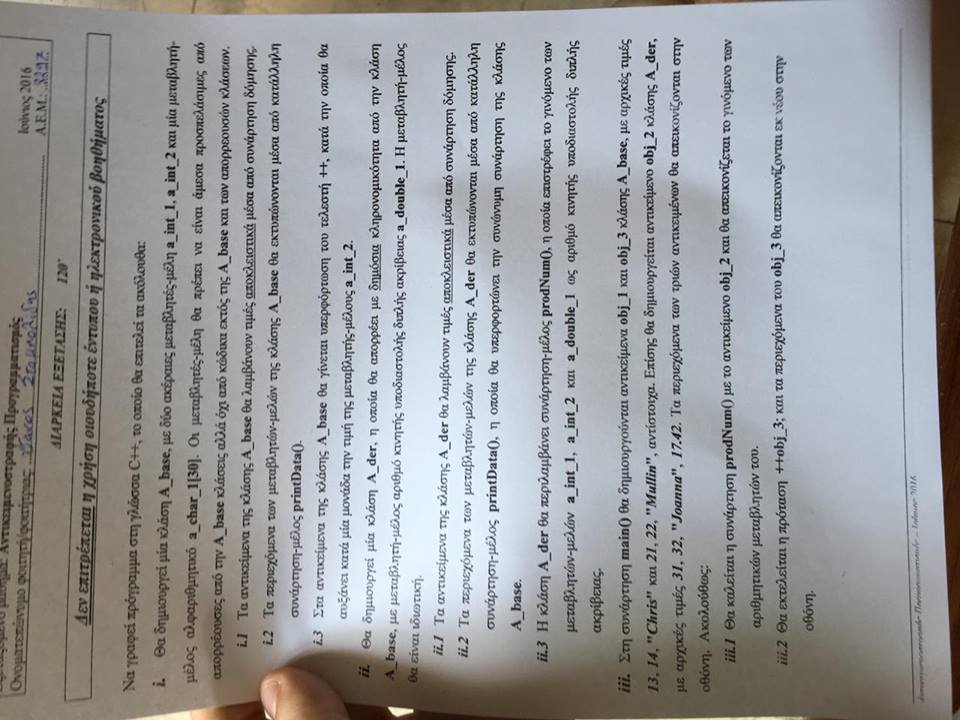 μάθημα: Αντικειμενοστραφής Προγραμματισμός
Ονοματεπώνυμο φοιτητή/φοιτήτριας
Ιούνιος 2016
Α.Ε.Μ.:
ΔΙΑΡΚΕΙΑ ΕΞΕΤΑΣΗΣ: 120΄
Δεν επιτρέπεται η χρήση οιουδήποτε έντυπου ή ηλεκτρονικού βοηθήματος
Να γραφεί πρόγραμμα στη γλώσσα C++, το οποίο θα επιτελεί τα ακόλουθα:
i. Θα δημιουργεί μία κλάση A_base, με δύο ακέραιες μεταβλητές-μέλη a_int_1, a_int_2 και μία μεταβλητή-
μέλος αλφαριθμητικό a_char_1[30]. Οι μεταβλητές-μέλη θα πρέπει να είναι άμεσα προσπελάσιμες από
απορρέουσες από την A_base κλάσεις αλλά όχι από κώδικα εκτός της A_base και των απορρεουσών κλάσεων.
i.1 Τα αντικείμενα της κλάσης A_base θα λαμβάνουν τιμές αποκλειστικά μέσα από συνάρτηση δόμησης.
i.2 Τα περιεχόμενα των μεταβλητών-μελών της κλάσης A_base θα εκτυπώνονται μέσα από κατάλληλη
συνάρτηση-μέλος printData().
i.3 Στα αντικείμενα της κλάσης A_base θα γίνεται υπερφόρτωση του τελεστή ++, κατά την οποία θα
αυξάνει κατά μία μονάδα την τιμή της μεταβλητής-μέλους a_int_2.
ii. Θα δημιουργεί μία κλάση A_der, η οποία θα απορρέει με δημόσια κληρονομικότητα από την κλάση
A_base, με μεταβλητή-μέλος αριθμό κινητής υποδιαστολής διπλής ακρίβειας a_double_1. Η μεταβλητή-μέλος
θα είναι ιδιωτική.
ii.1 Τα αντικείμενα της κλάσης A_der θα λαμβάνουν τιμές αποκλειστικά μέσα από συνάρτηση δόμησης.
ii.2 Τα περιεχόμενα των μεταβλητών-μελών της κλάσης A_der θα εκτυπώνονται μέσα από κατάλληλη
συνάρτηση-μέλος printData(), η οποία θα υπερφορτώνει την συνώνυμη συνάρτηση της κλάσης
A_base.
ii.3 Η κλάση A_der θα περιλαμβάνει συνάρτηση-μέλος prodNum(), η οποία επιστρέφει το γινόμενο των
μεταβλητών-μελών a_int_1, a_int_2 και a_double_1 ως αριθμό κινητής υποδιαστολής διπλής
ακρίβειας.
iii. Στη συνάρτηση main() θα δημιουργούνται αντικείμενα obj_1 και obj_3 κλάσης A_base, με αρχικές τιμές
13, 14, "Chris" και 21, 22, "Mullin", αντίστοιχα. Επίσης θα δημιουργείται αντικείμενο obj_2 κλάσης A_der,
με αρχικές τιμές 31, 32, "Joanna", 17.42. Τα περιεχόμενα των τριών αντικειμένων θα απεικονίζονται στην
οθόνη. Ακολούθως:
iii.1 Θα καλείται η συνάρτηση prodNum() με το αντικείμενο obj_2 και θα απεικονίζεται το γινόμενο των
αριθμητικών μεταβλητών του.
iii.2 Θα εκτελείται η πρόταση ++obj_3; και τα περιεχόμενα του obj_3 θα απεικονίζονται εκ νέου στην
οθόνη.
Αντικειμενοστραφής Προγραμματισμός – Ιούνιος 2016